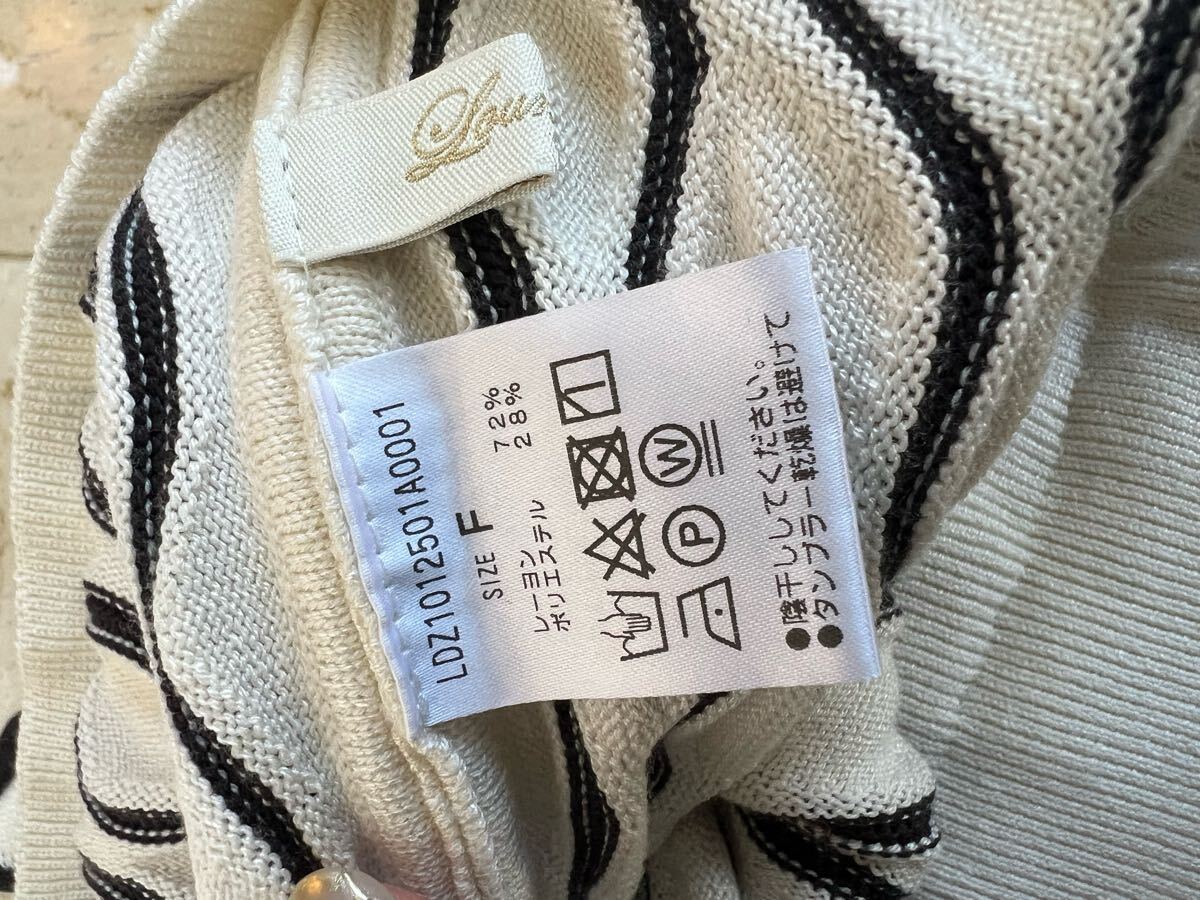 Lou
LDZ1012501A0001
SIZE F
レーヨン 72%
ポリエステル 28%
W
P
●陰干ししてください。
●タンブラー乾燥は避けて